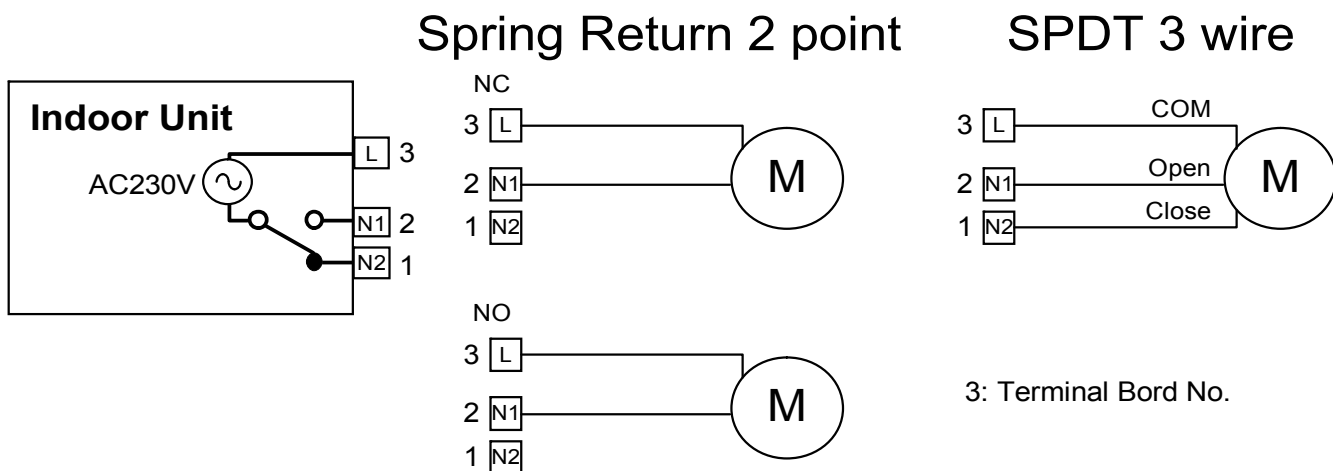 Spring Return 2 point
SPDT 3 wire
Indoor Unit
AC230V
L 3
N1 2
N2 1
NC
3 L
2 N1
1 N2
M
NO
3 L
2 N1
1 N2
M
3 L COM
2 N1 Open
1 N2 Close
M
3: Terminal Bord No.